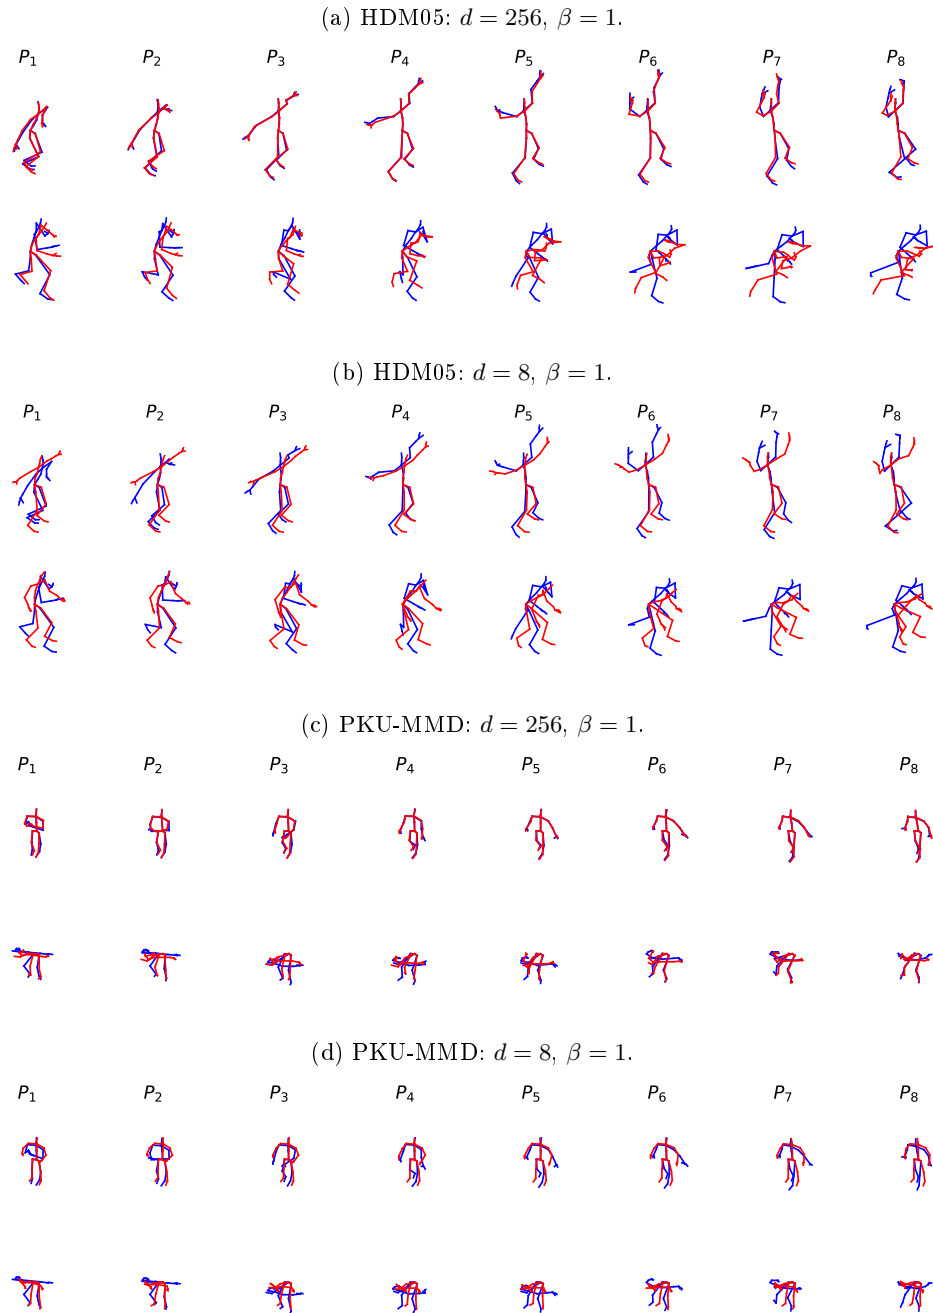 (a) HDM05: d = 256, β = 1.
P₁ P₂ P₃ P₄ P₅ P₆ P₇ P₈
(b) HDM05: d = 8, β = 1.
P₁ P₂ P₃ P₄ P₅ P₆ P₇ P₈
(c) PKU-MMD: d = 256, β = 1.
P₁ P₂ P₃ P₄ P₅ P₆ P₇ P₈
(d) PKU-MMD: d = 8, β = 1.
P₁ P₂ P₃ P₄ P₅ P₆ P₇ P₈